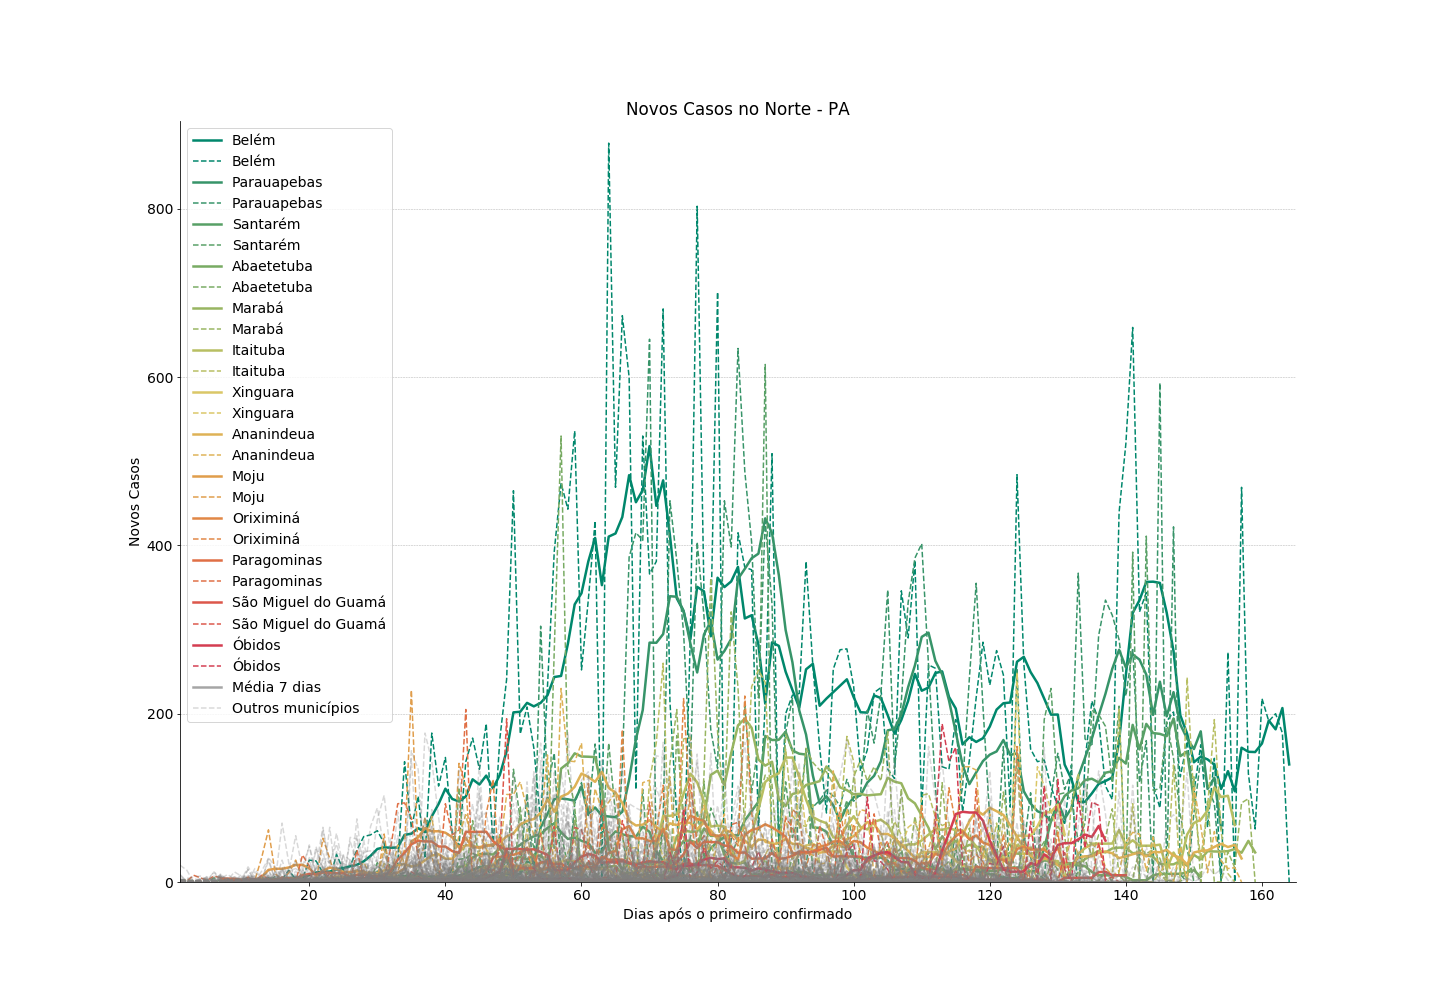 Novos Casos no Norte - PA
Belém
Belém
Parauapebas
Parauapebas
Santarém
Santarém
Abaetetuba
Abaetetuba
Marabá
Marabá
Itaituba
Itaituba
Xinguara
Xinguara
Ananindeua
Ananindeua
Moju
Moju
Oriximiná
Oriximiná
Paragominas
Paragominas
São Miguel do Guamá
São Miguel do Guamá
Óbidos
Óbidos
Média 7 dias
Outros municípios
Novos Casos
800
600
400
200
0
20 40 60 80 100 120 140 160
Dias após o primeiro confirmado